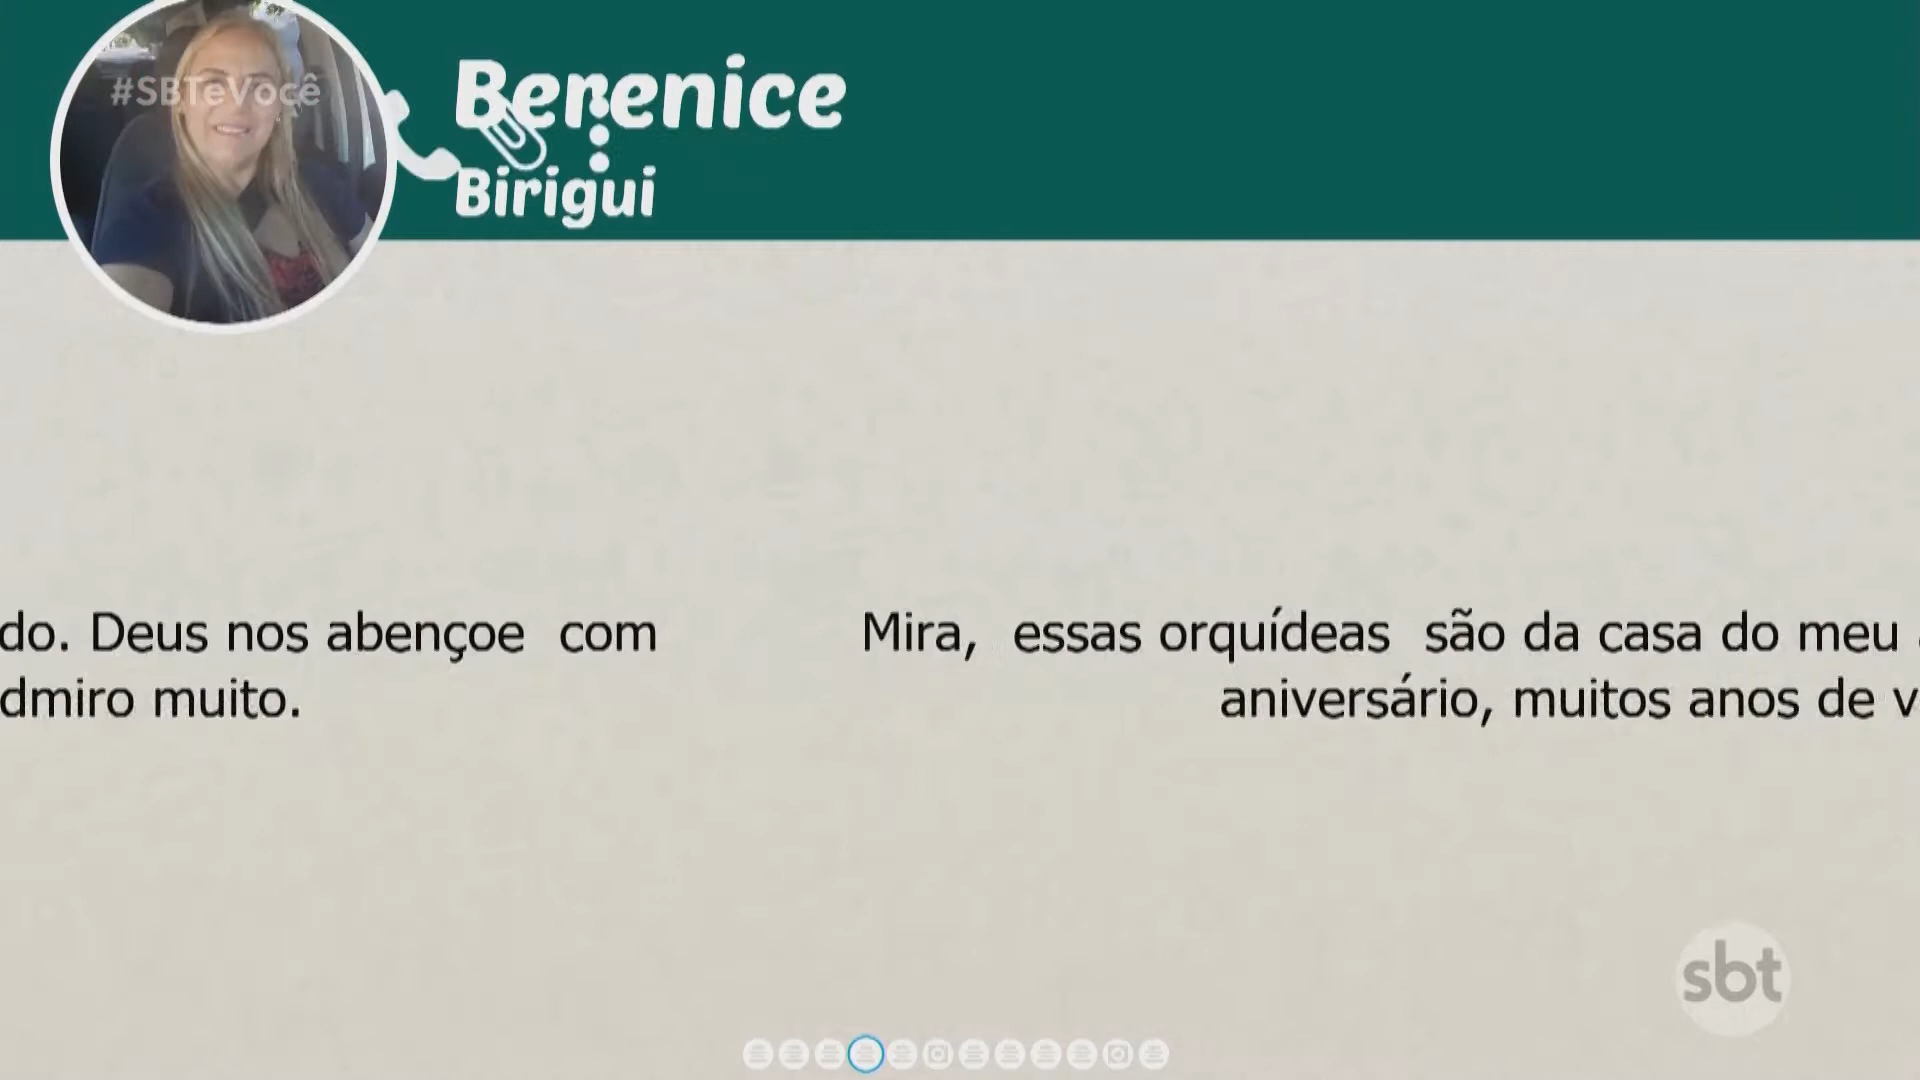 #SBTeVocê
Berenice
Birigui
do. Deus nos abençoe com
dmiro muito.
Mira, essas orquídeas são da casa do meu
aniversário, muitos anos de v
sbt